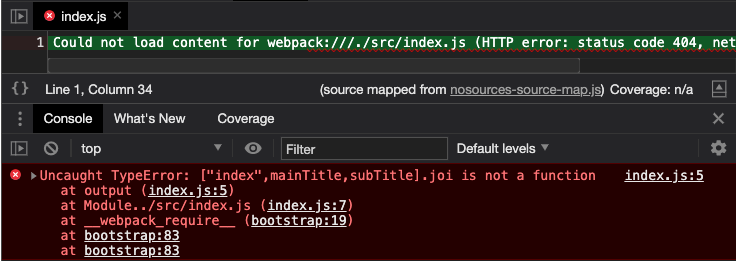 index.js
1 Could not load content for webpack:///./src/index.js (HTTP error: status code 404, net
{} Line 1, Column 34 (source mapped from nosources-source-map.js) Coverage: n/a
Console What's New Coverage
top Filter Default levels
Uncaught TypeError: ["index",mainTitle,subTitle].joi is not a function index.js:5
at output (index.js:5)
at Module../src/index.js (index.js:7)
at __webpack_require__ (bootstrap:19)
at bootstrap:83
at bootstrap:83